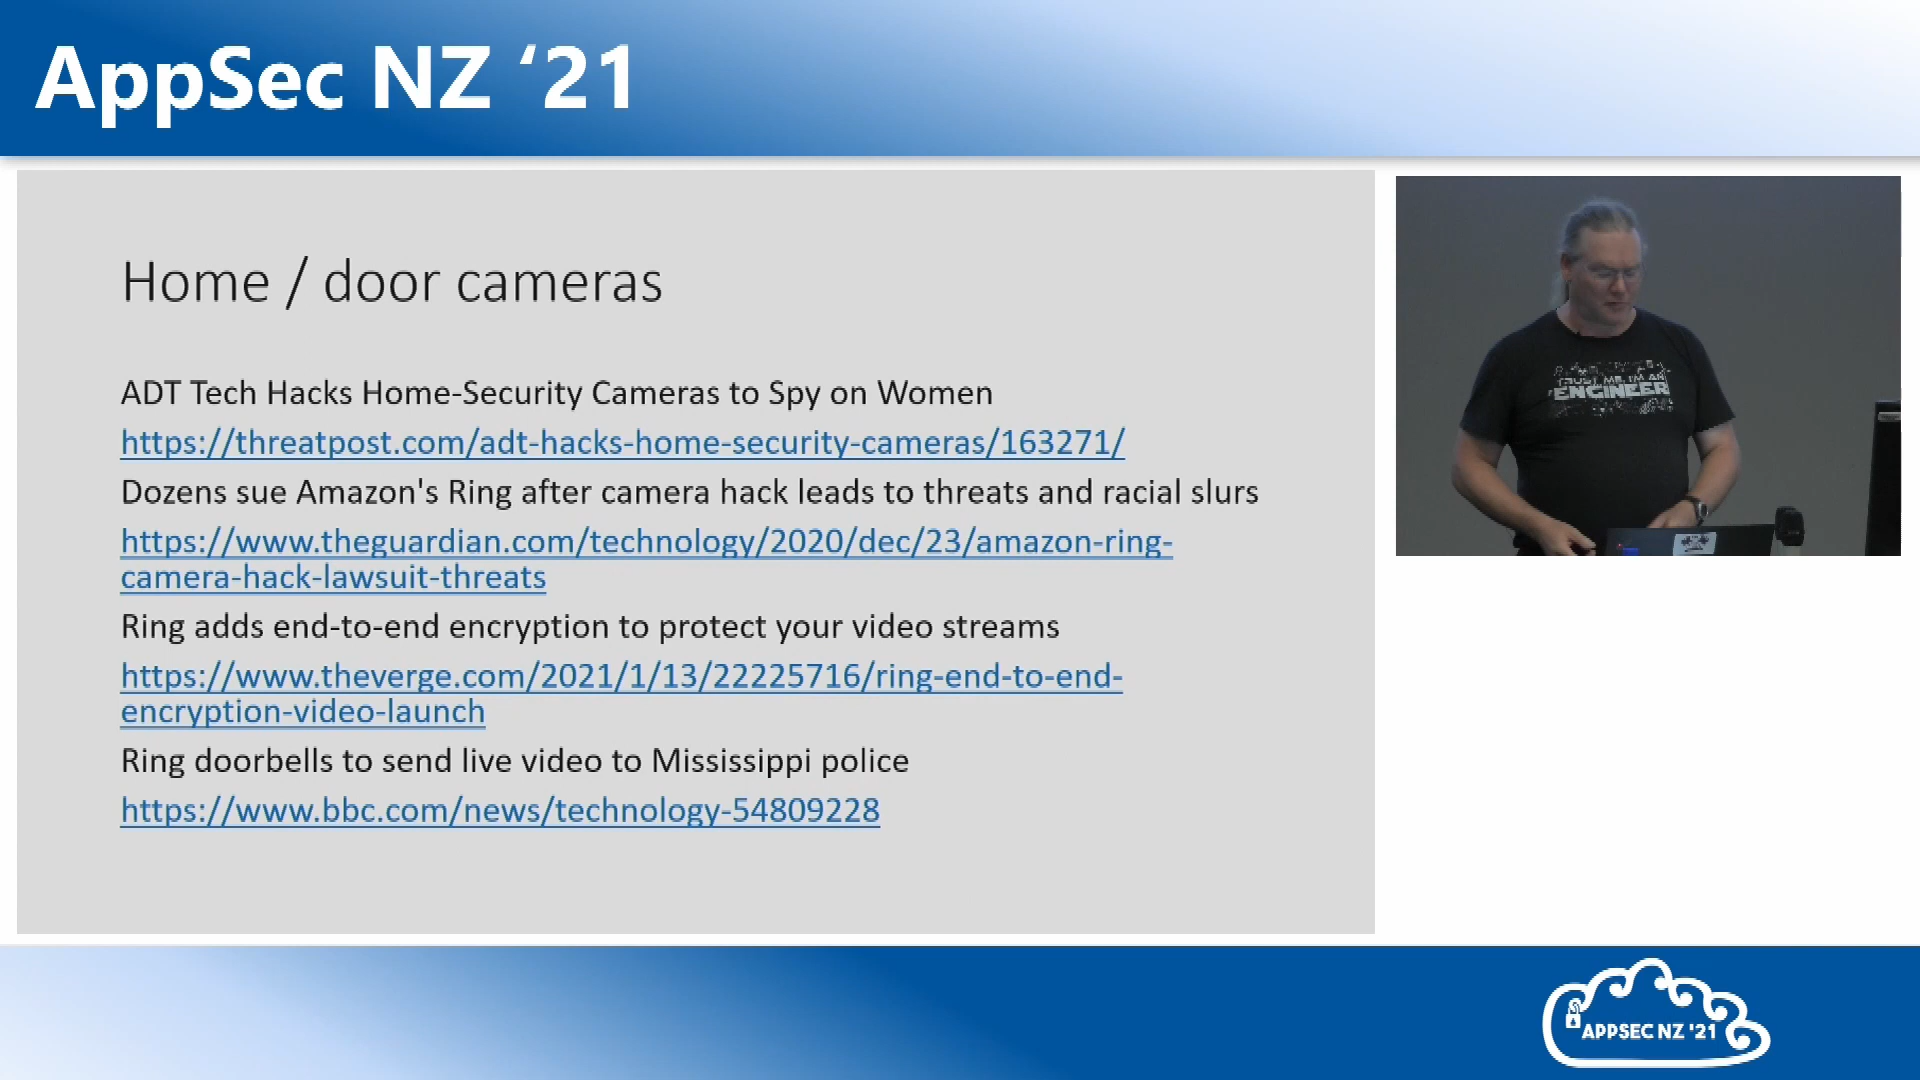 AppSec NZ ‘21
Home / door cameras
ADT Tech Hacks Home-Security Cameras to Spy on Women
https://threatpost.com/adt-hacks-home-security-cameras/163271/
Dozens sue Amazon's Ring after camera hack leads to threats and racial slurs
https://www.theguardian.com/technology/2020/dec/23/amazon-ring-
camera-hack-lawsuit-threats
Ring adds end-to-end encryption to protect your video streams
https://www.theverge.com/2021/1/13/22225716/ring-end-to-end-
encryption-video-launch
Ring doorbells to send live video to Mississippi police
https://www.bbc.com/news/technology-54809228
TRUST ME, I'M AN
ENGINEER
APPSEC NZ '21